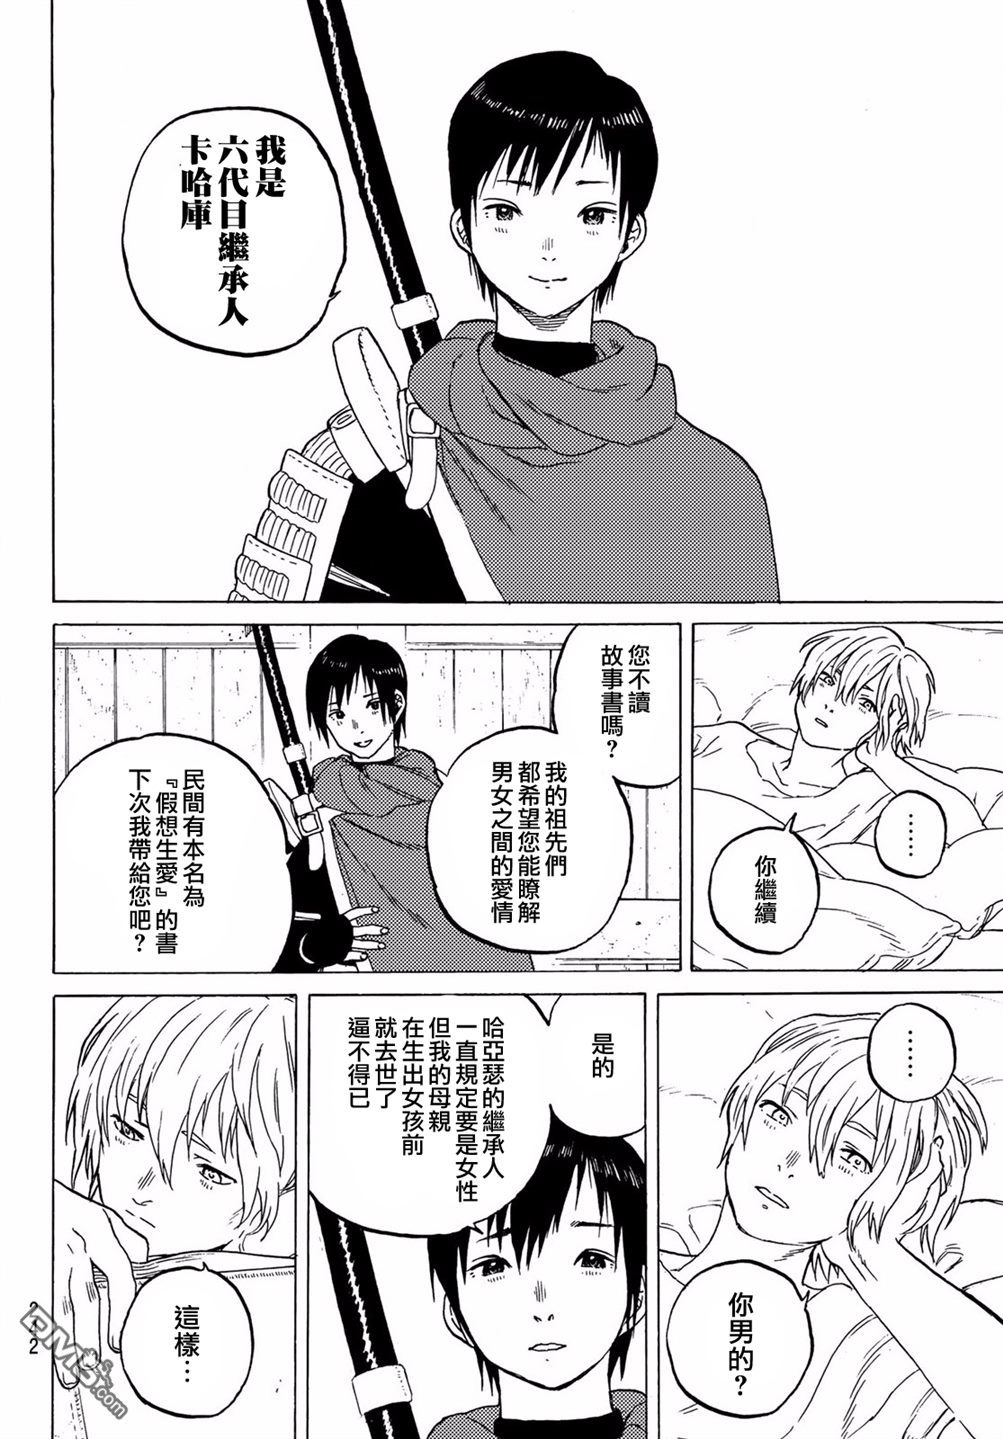 我是
六代目繼承人
卡哈庫
……
你繼續
您不讀
故事書嗎？
我的祖先們
都希望您能瞭解
男女之間的愛情
民間有本名為
『假想生愛』的書
下次我帶給您吧？
……
你男的？
是的
哈亞瑟的繼承人
一直規定要是女性
但我的母親
在生出女孩前
就去世了
逼不得已
這樣…
242